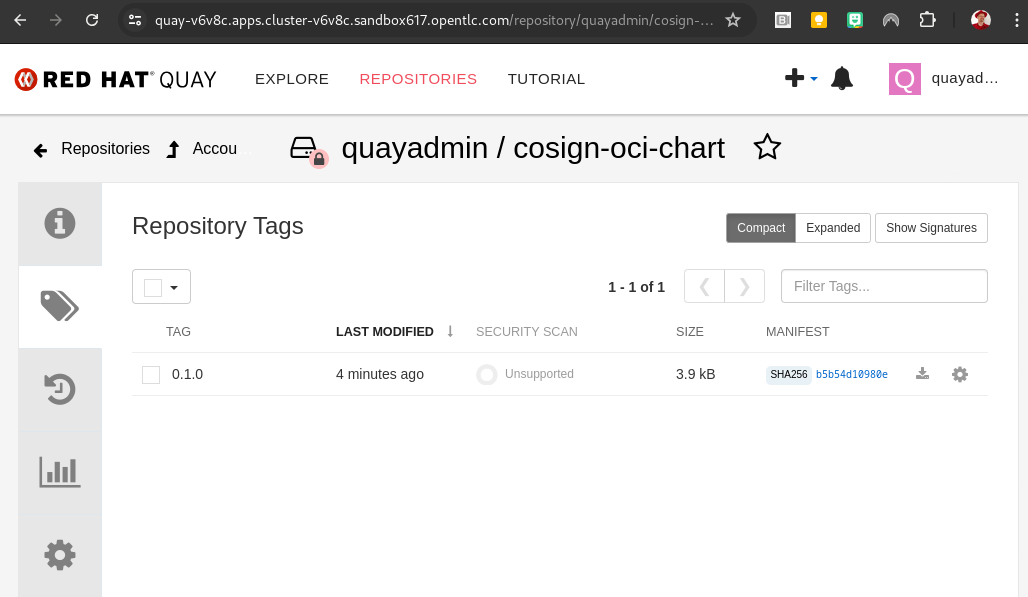 quay-v6v8c.apps.cluster-v6v8c.sandbox617.opentlc.com/repository/quayadmin/cosign-...
RED HAT® QUAY EXPLORE REPOSITORIES TUTORIAL Q quayad...
Repositories Accou
quayadmin / cosign-oci-chart
Repository Tags
Compact Expanded Show Signatures
1 - 1 of 1 Filter Tags...
TAG LAST MODIFIED SECURITY SCAN SIZE MANIFEST
0.1.0 4 minutes ago Unsupported 3.9 kB SHA256 b5b54d10980e